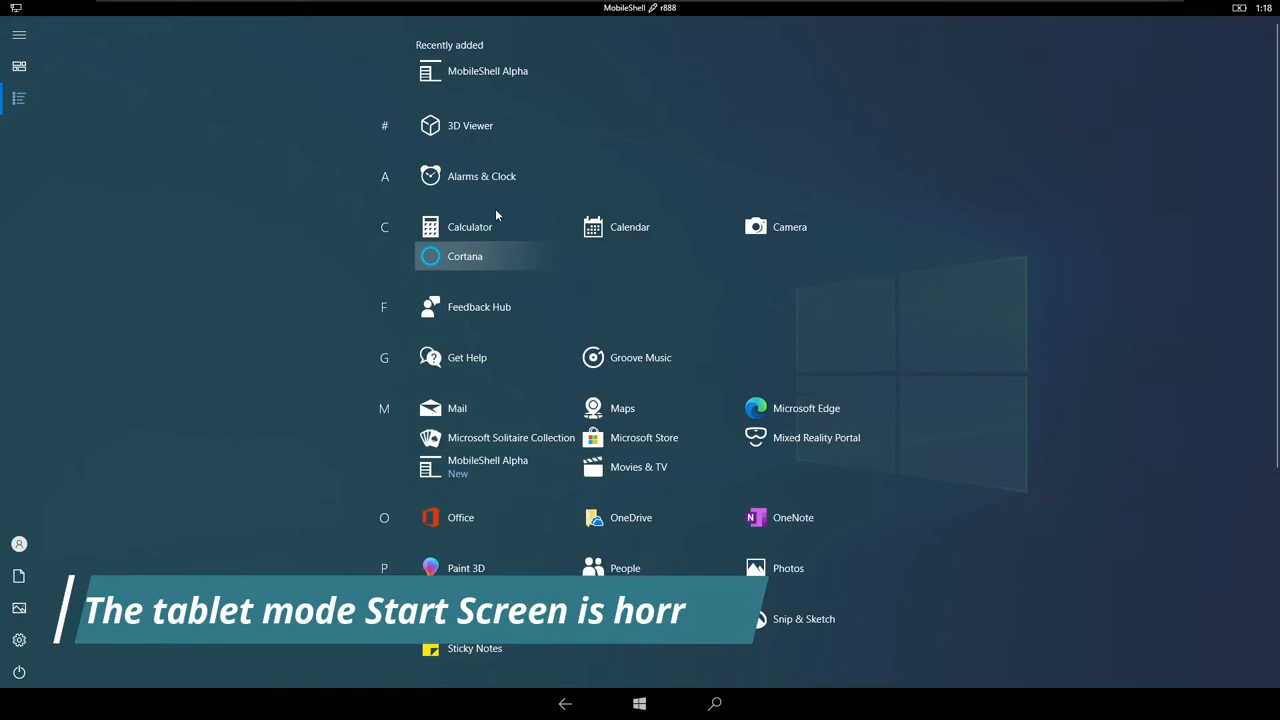 MobileShell r888
1:18
Recently added
MobileShell Alpha
#
3D Viewer
A
Alarms & Clock
C
Calculator
Calendar
Camera
Cortana
F
Feedback Hub
G
Get Help
Groove Music
M
Mail
Maps
Microsoft Edge
Microsoft Solitaire Collection
Microsoft Store
Mixed Reality Portal
MobileShell Alpha
New
Movies & TV
O
Office
OneDrive
OneNote
P
Paint 3D
People
Photos
The tablet mode Start Screen is horr
Snip & Sketch
Sticky Notes